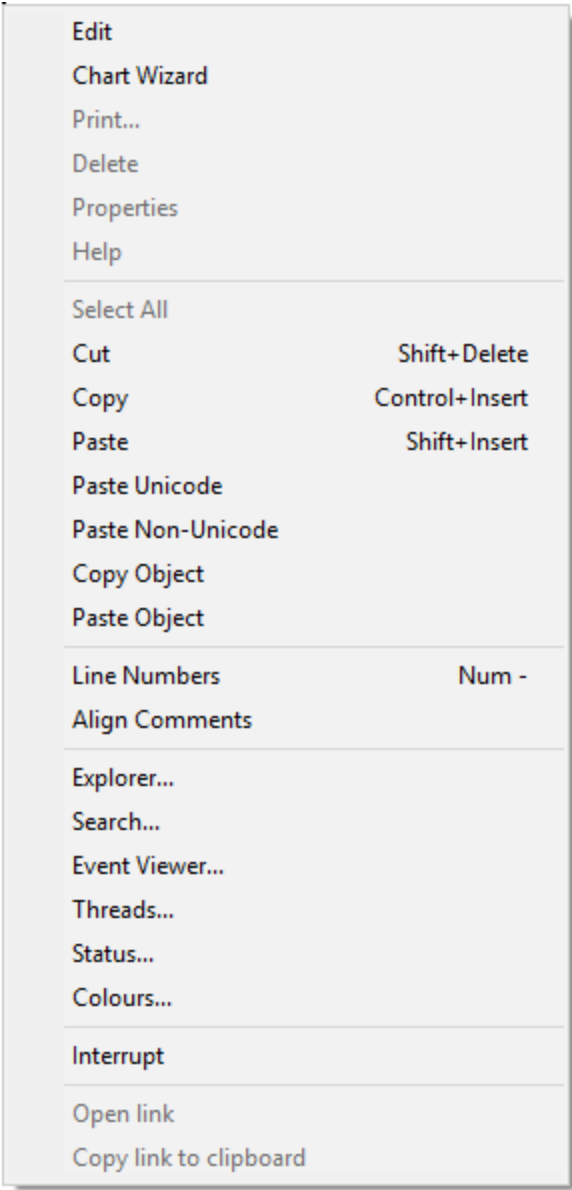 Edit
Chart Wizard
Print...
Delete
Properties
Help
Select All
Cut Shift+Delete
Copy Control+Insert
Paste Shift+Insert
Paste Unicode
Paste Non-Unicode
Copy Object
Paste Object
Line Numbers Num -
Align Comments
Explorer...
Search...
Event Viewer...
Threads...
Status...
Colours...
Interrupt
Open link
Copy link to clipboard